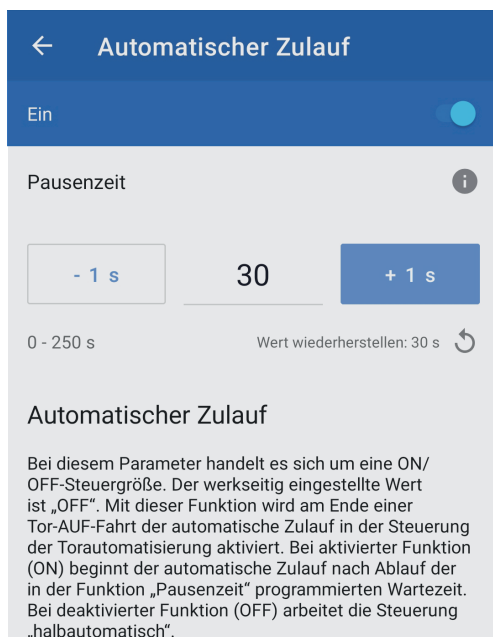 Automatischer Zulauf
Ein
Pausenzeit
- 1 s 30 + 1 s
0 - 250 s Wert wiederherstellen: 30 s
Automatischer Zulauf
Bei diesem Parameter handelt es sich um eine ON/
OFF-Steuergröße. Der werkseitig eingestellte Wert
ist „OFF“. Mit dieser Funktion wird am Ende einer
Tor-AUF-Fahrt der automatische Zulauf in der Steuerung
der Torautomatisierung aktiviert. Bei aktivierter Funktion
(ON) beginnt der automatische Zulauf nach Ablauf der
in der Funktion „Pausenzeit“ programmierten Wartezeit.
Bei deaktivierter Funktion (OFF) arbeitet die Steuerung
„halbautomatisch“.